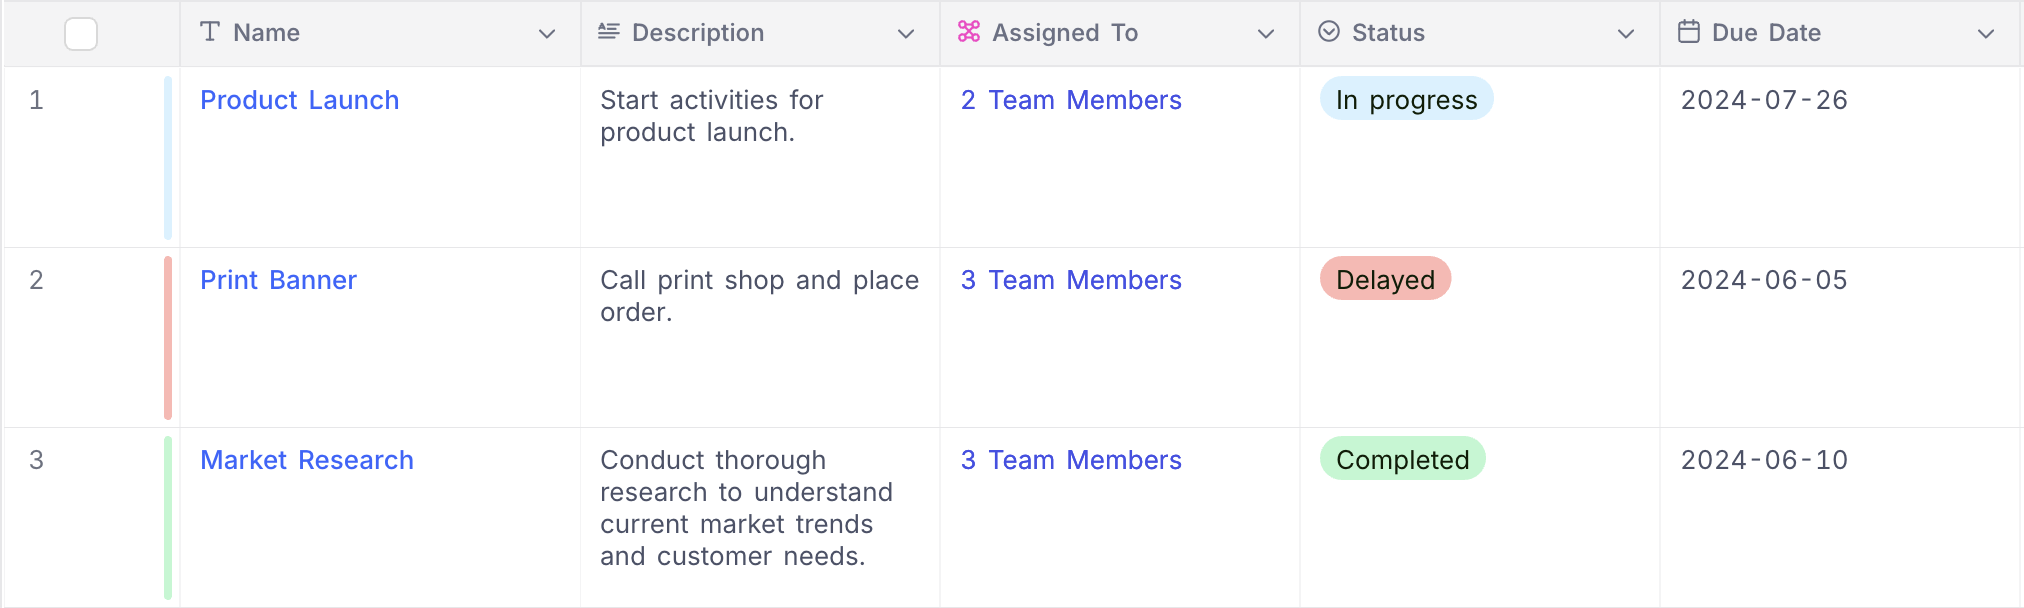 Name Description Assigned To Status Due Date
1 Product Launch Start activities for 2 Team Members In progress 2024-07-26
product launch.
2 Print Banner Call print shop and place 3 Team Members Delayed 2024-06-05
order.
3 Market Research Conduct thorough 3 Team Members Completed 2024-06-10
research to understand
current market trends
and customer needs.